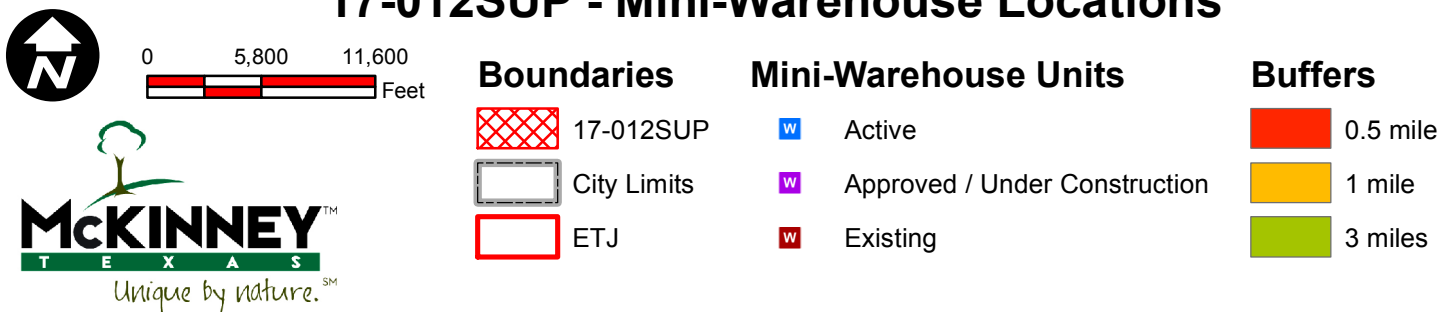 17-012SUP - Mini-Warehouse Locations
N
0 5,800 11,600
Feet
McKINNEY™
TEXAS
Unique by nature.℠
Boundaries
17-012SUP
City Limits
ETJ
Mini-Warehouse Units
W Active
W Approved / Under Construction
W Existing
Buffers
0.5 mile
1 mile
3 miles